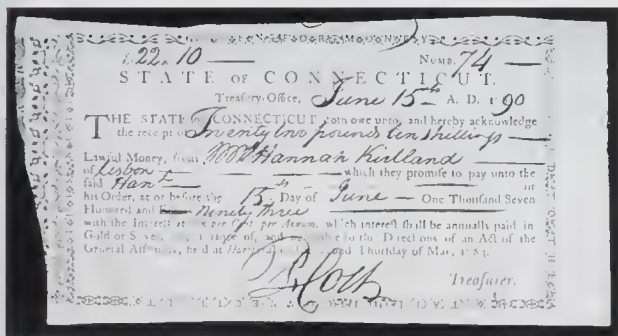 £22 " 10 — NUMB. 74 —
STATE OF CONNECTICUT.
Treasury-Office, June 15th A. D. 1 90
THE STATE CONNECTICUT doth owe unto, and hereby acknowledge
the receipt of Twenty two pounds ten shillings —
Lawful Money, from Hannah Kirtland
of Lisbon — which they promise to pay unto the
said Hanh or
his Order, at or before the 15th Day of June — One Thousand Seven
Hundred and Ninety three
with the Interest at per Cent. per Annum, which interest shall be annually paid in
Gold or of, and to the Directions of an Act of the
General held at Thursday of May, 1783.
Treasurer.